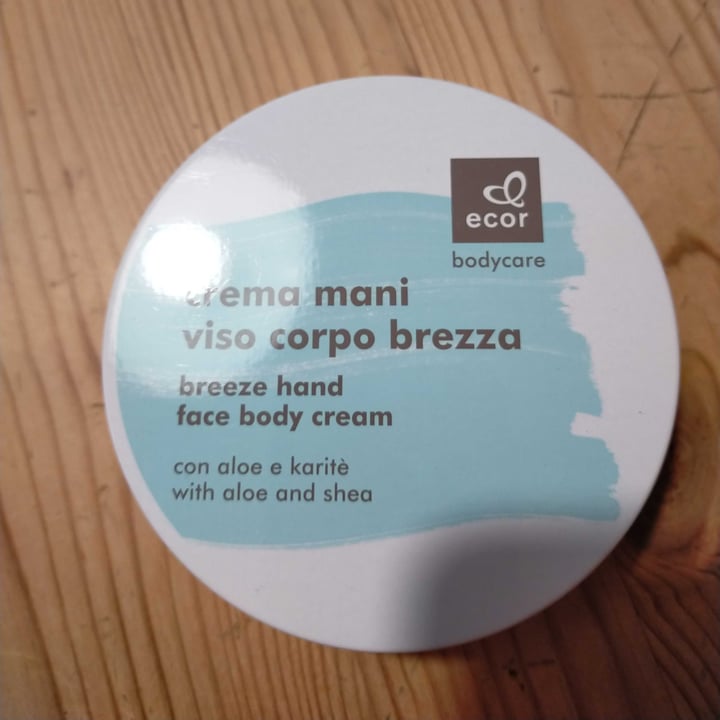 ecor
bodycare
crema mani
viso corpo brezza
breeze hand
face body cream
con aloe e karitè
with aloe and shea